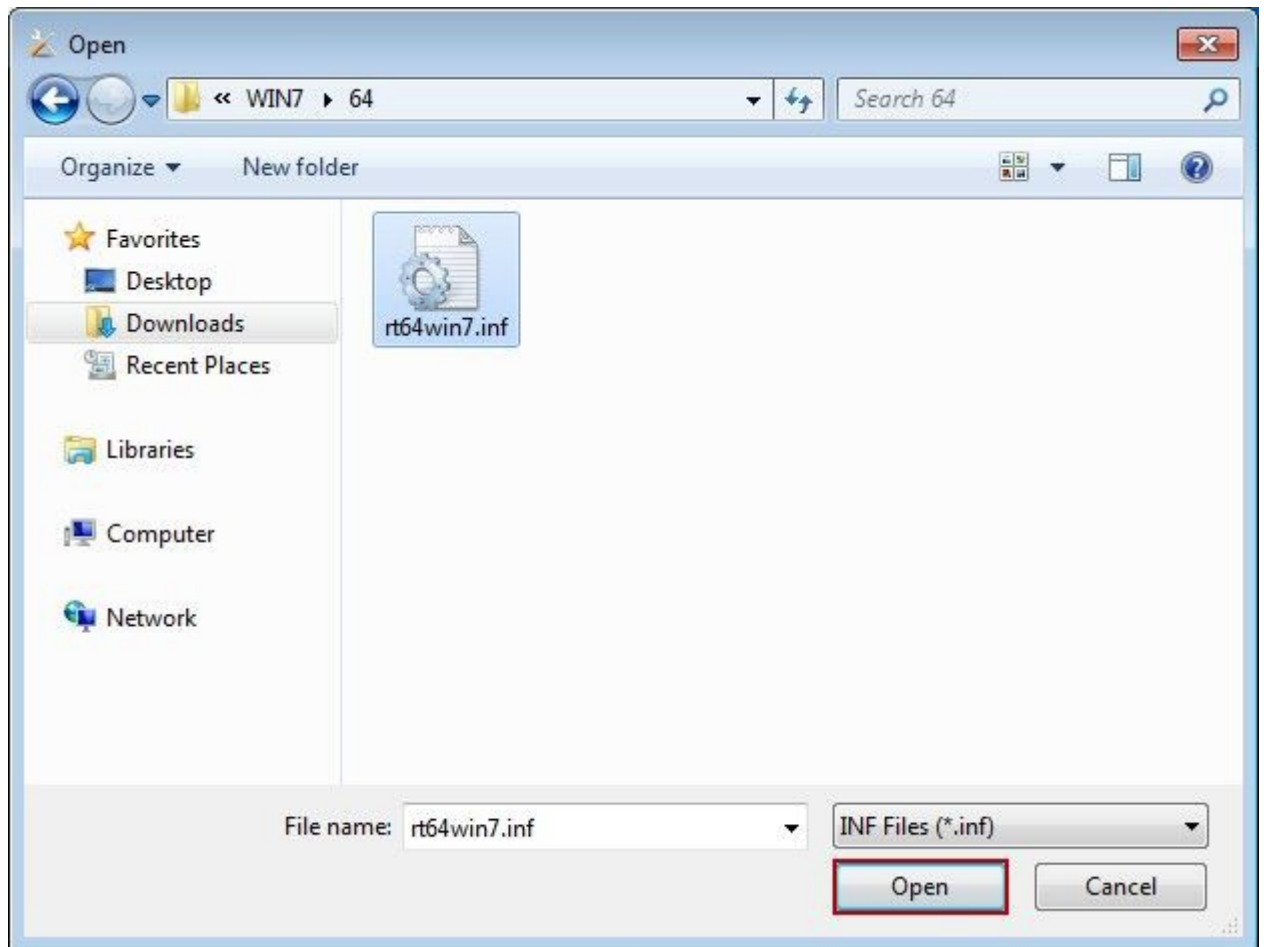 Open
« WIN7 ▸ 64
Search 64
Organize
New folder
Favorites
Desktop
Downloads
Recent Places
Libraries
Computer
Network
rt64win7.inf
File name: rt64win7.inf
INF Files (*.inf)
Open
Cancel